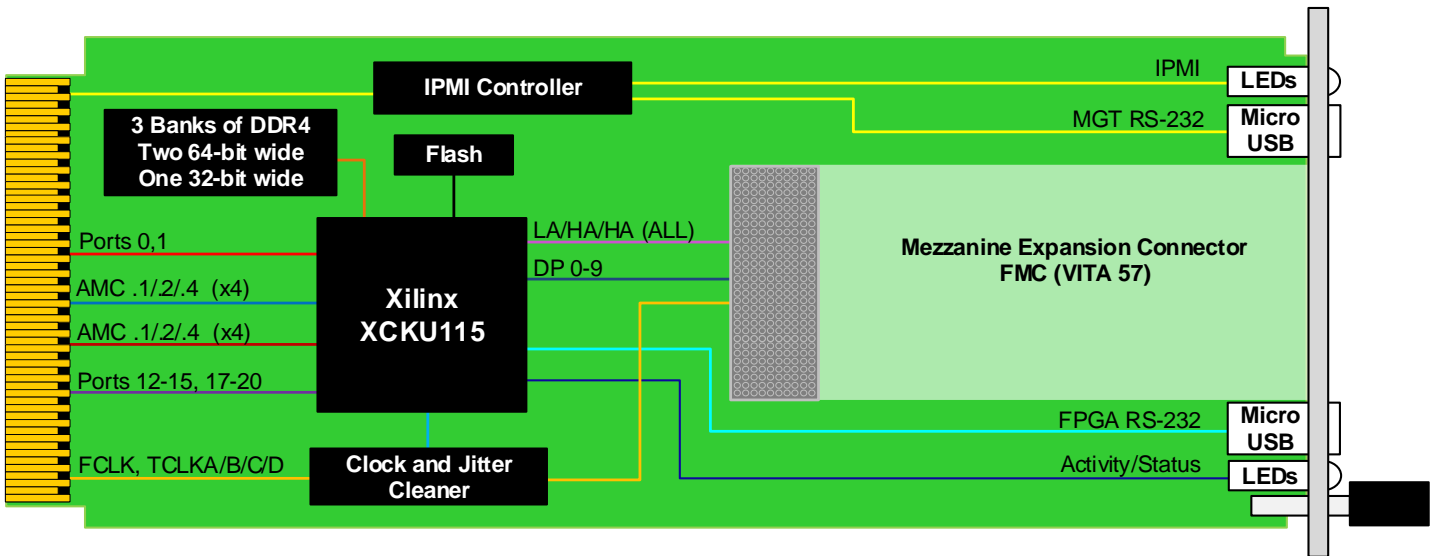 IPMI
IPMI Controller
LEDs
MGT RS-232
Micro
USB
3 Banks of DDR4
Two 64-bit wide
One 32-bit wide
Flash
LA/HA/HA (ALL)
DP 0-9
Mezzanine Expansion Connector
FMC (VITA 57)
Ports 0,1
AMC .1/.2/.4 (x4)
AMC .1/.2/.4 (x4)
Ports 12-15, 17-20
Xilinx
XCKU115
FPGA RS-232
Micro
USB
FCLK, TCLKA/B/C/D
Clock and Jitter
Cleaner
Activity/Status
LEDs